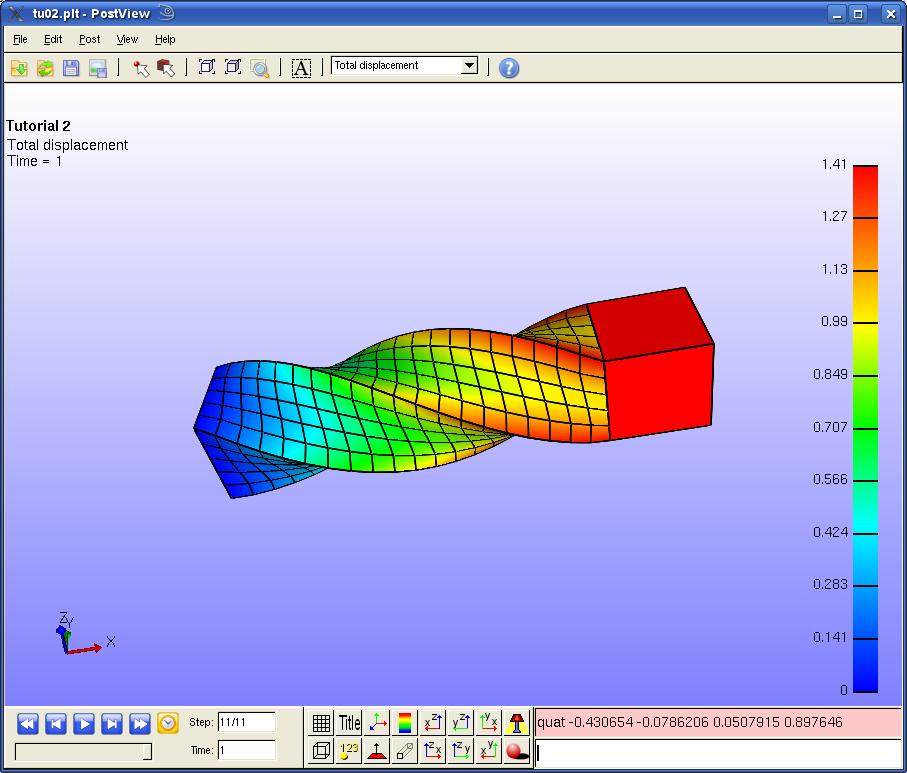 tu02.plt - PostView
File Edit Post View Help
A Total displacement ?
Tutorial 2
Total displacement
Time = 1
1.41
1.27
1.13
0.99
0.849
0.707
0.566
0.424
0.283
0.141
0
Zy
X
Step: 11/11
Title
quat -0.430654 -0.0786206 0.0507915 0.897646
Time: 1
123